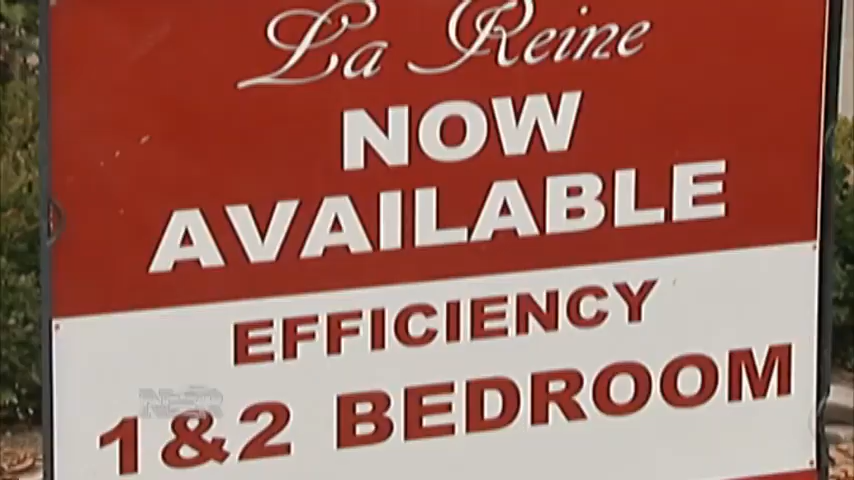 La Reine
NOW
AVAILABLE
EFFICIENCY
1&2 BEDROOM